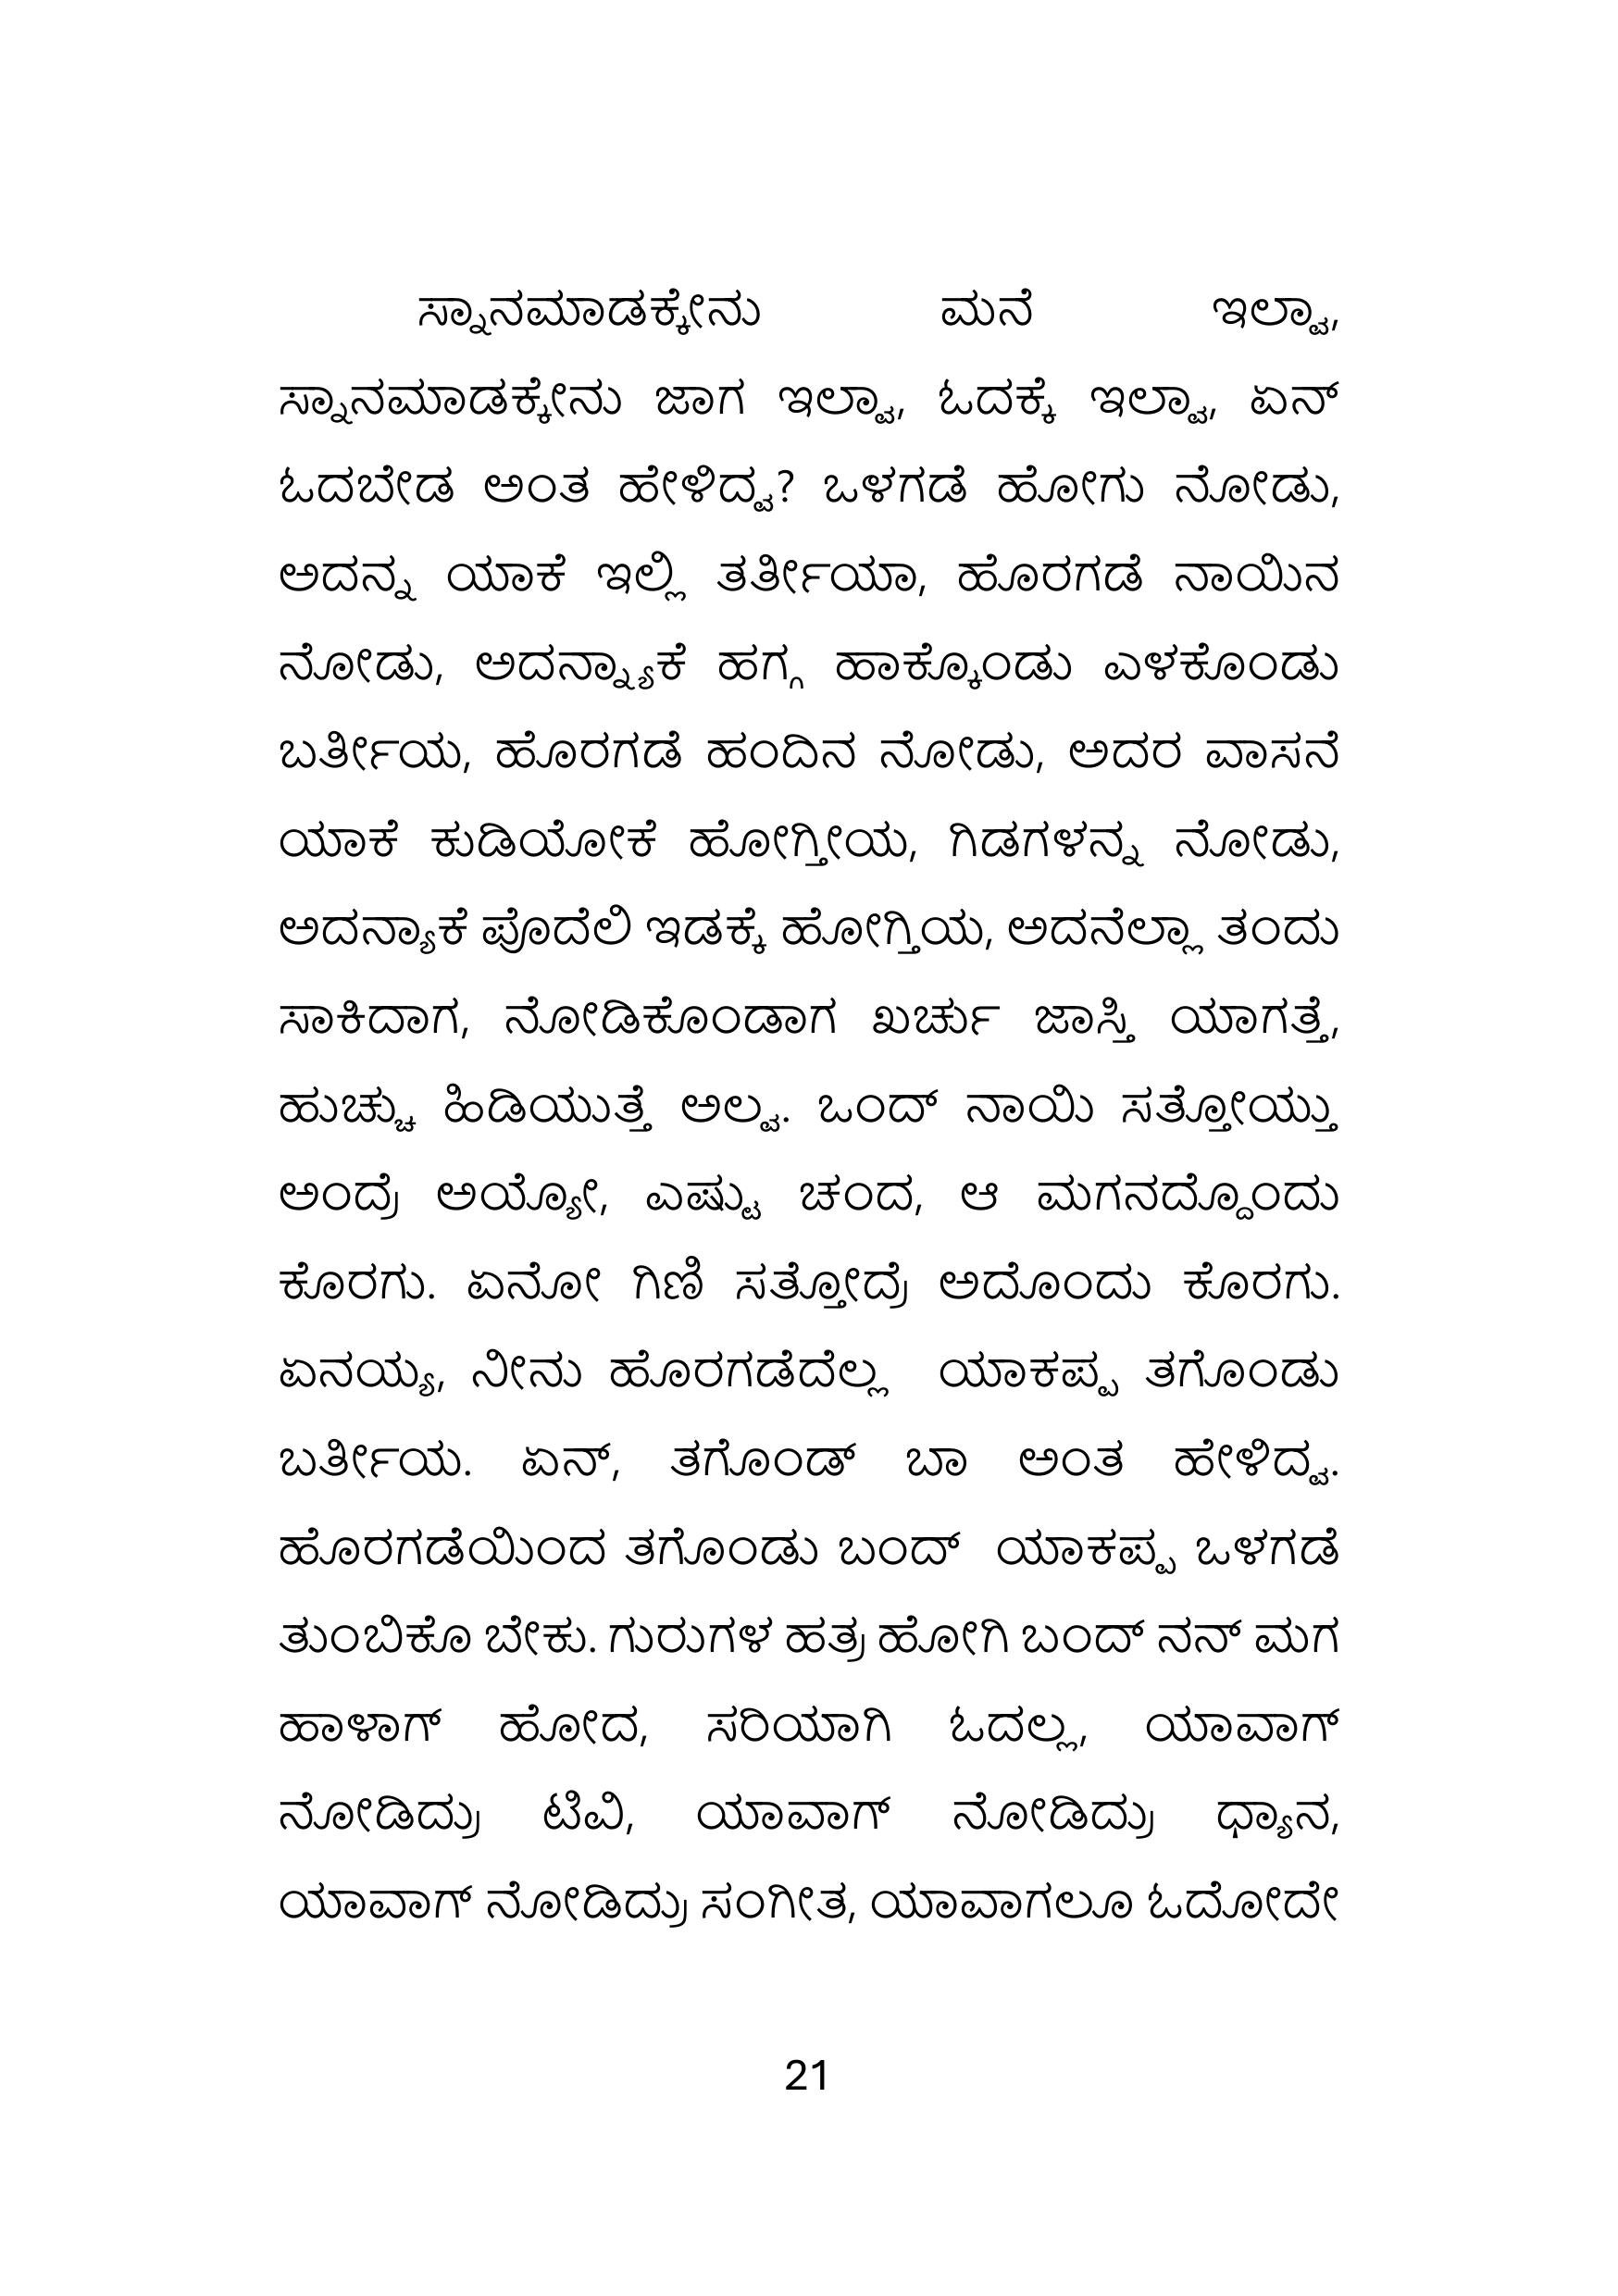 ಸ್ನಾನಮಾಡಕ್ಕೇನು ಮನೆ ಇಲ್ವಾ,
ಸ್ನಾನಮಾಡಕ್ಕೇನು ಜಾಗ ಇಲ್ವಾ, ಓದಕ್ಕೆ ಇಲ್ವಾ, ಏನ್
ಓದಬೇಡ ಅಂತ ಹೇಳಿದ್ವ? ಒಳಗಡೆ ಹೋಗು ನೋಡು,
ಅದನ್ನ ಯಾಕೆ ಇಲ್ಲಿ ತರ್ತೀಯಾ, ಹೊರಗಡೆ ನಾಯಿನ
ನೋಡು, ಅದನ್ನ್ಯಾಕೆ ಹಗ್ಗ ಹಾಕ್ಕೊಂಡು ಎಳಕೊಂಡು
ಬರ್ತೀಯ, ಹೊರಗಡೆ ಹಂದಿನ ನೋಡು, ಅದರ ವಾಸನೆ
ಯಾಕೆ ಕುಡಿಯೋಕೆ ಹೋಗ್ತೀಯ, ಗಿಡಗಳನ್ನ ನೋಡು,
ಅದನ್ಯಾಕೆ ಪೊದೆಲಿ ಇಡಕ್ಕೆ ಹೋಗ್ತಿಯ, ಅದನೆಲ್ಲಾ ತಂದು
ಸಾಕಿದಾಗ, ನೋಡಿಕೊಂಡಾಗ ಖರ್ಚು ಜಾಸ್ತಿ ಯಾಗತ್ತೆ,
ಹುಚ್ಚು ಹಿಡಿಯುತ್ತೆ ಅಲ್ವ. ಒಂದ್ ನಾಯಿ ಸತ್ತೋಯ್ತು
ಅಂದ್ರೆ ಅಯ್ಯೋ, ಎಷ್ಟು ಚಂದ, ಆ ಮಗನದ್ದೊಂದು
ಕೊರಗು. ಏನೋ ಗಿಣಿ ಸತ್ತೋದ್ರೆ ಅದೊಂದು ಕೊರಗು.
ಏನಯ್ಯ, ನೀನು ಹೊರಗಡೆದೆಲ್ಲ ಯಾಕಪ್ಪ ತಗೊಂಡು
ಬರ್ತೀಯ. ಏನ್, ತಗೊಂಡ್ ಬಾ ಅಂತ ಹೇಳಿದ್ವ.
ಹೊರಗಡೆಯಿಂದ ತಗೊಂಡು ಬಂದ್ ಯಾಕಪ್ಪ ಒಳಗಡೆ
ತುಂಬಿಕೊ ಬೇಕು. ಗುರುಗಳ ಹತ್ರ ಹೋಗಿ ಬಂದ್ ನನ್ ಮಗ
ಹಾಳಾಗ್ ಹೋದ, ಸರಿಯಾಗಿ ಓದಲ್ಲ, ಯಾವಾಗ್
ನೋಡಿದ್ರು ಟಿವಿ, ಯಾವಾಗ್ ನೋಡಿದ್ರು ಧ್ಯಾನ,
ಯಾವಾಗ್ ನೋಡಿದ್ರು ಸಂಗೀತ, ಯಾವಾಗಲೂ ಓದೋದೇ
21